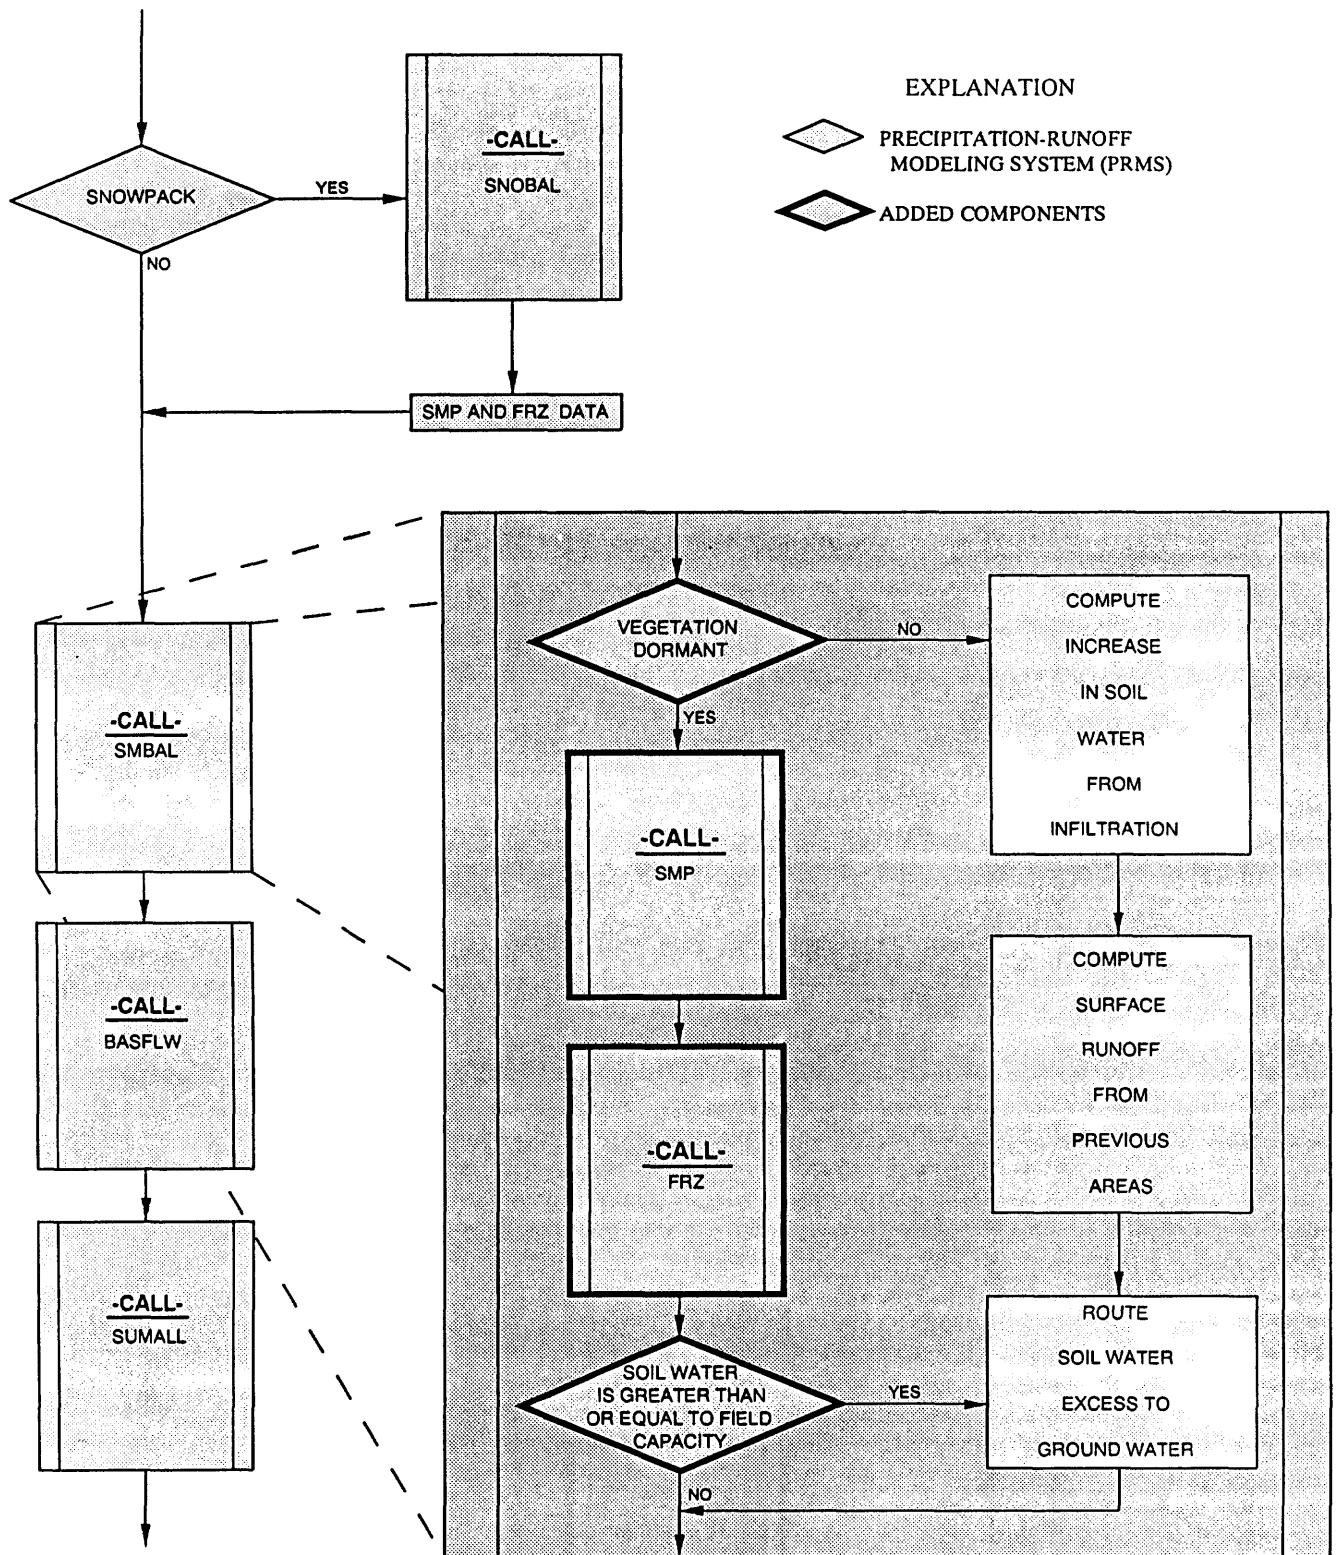 EXPLANATION
PRECIPITATION-RUNOFF
MODELING SYSTEM (PRMS)
ADDED COMPONENTS
SNOWPACK
YES
NO
-CALL-
SNOBAL
SMP AND FRZ DATA
-CALL-
SMBAL
-CALL-
BASFLW
-CALL-
SUMALL
VEGETATION
DORMANT
NO
YES
-CALL-
SMP
-CALL-
FRZ
SOIL WATER
IS GREATER THAN
OR EQUAL TO FIELD
CAPACITY
YES
NO
COMPUTE
INCREASE
IN SOIL
WATER
FROM
INFILTRATION
COMPUTE
SURFACE
RUNOFF
FROM
PREVIOUS
AREAS
ROUTE
SOIL WATER
EXCESS TO
GROUND WATER